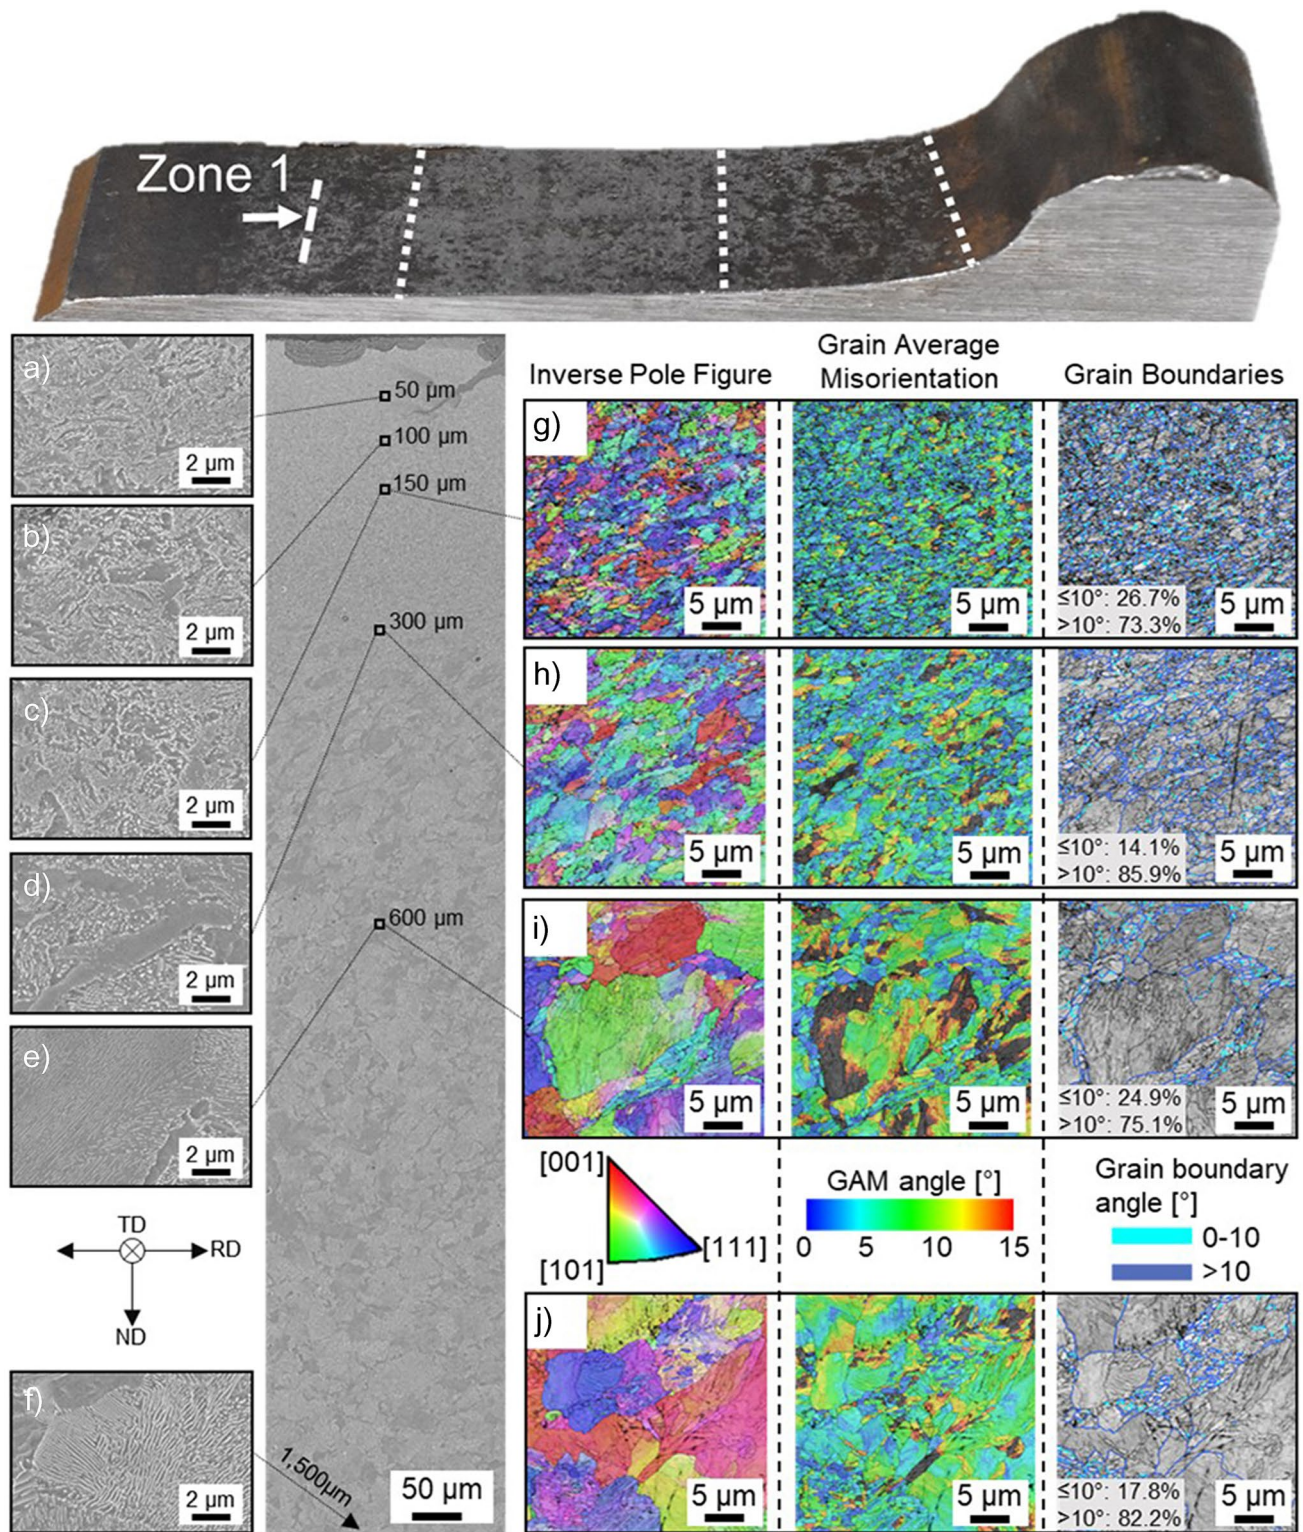 Zone 1
a)
2 µm
b)
2 µm
c)
2 µm
d)
2 µm
e)
2 µm
TD
RD
ND
f)
2 µm
50 µm
100 µm
150 µm
300 µm
600 µm
1,500µm
50 µm
Inverse Pole Figure
Grain Average
Misorientation
Grain Boundaries
g)
5 µm
5 µm
≤10°: 26.7%
>10°: 73.3%
5 µm
h)
5 µm
5 µm
≤10°: 14.1%
>10°: 85.9%
5 µm
i)
5 µm
5 µm
≤10°: 24.9%
>10°: 75.1%
5 µm
[001]
[111]
[101]
GAM angle [°]
0 5 10 15
Grain boundary
angle [°]
0-10
>10
j)
5 µm
5 µm
≤10°: 17.8%
>10°: 82.2%
5 µm